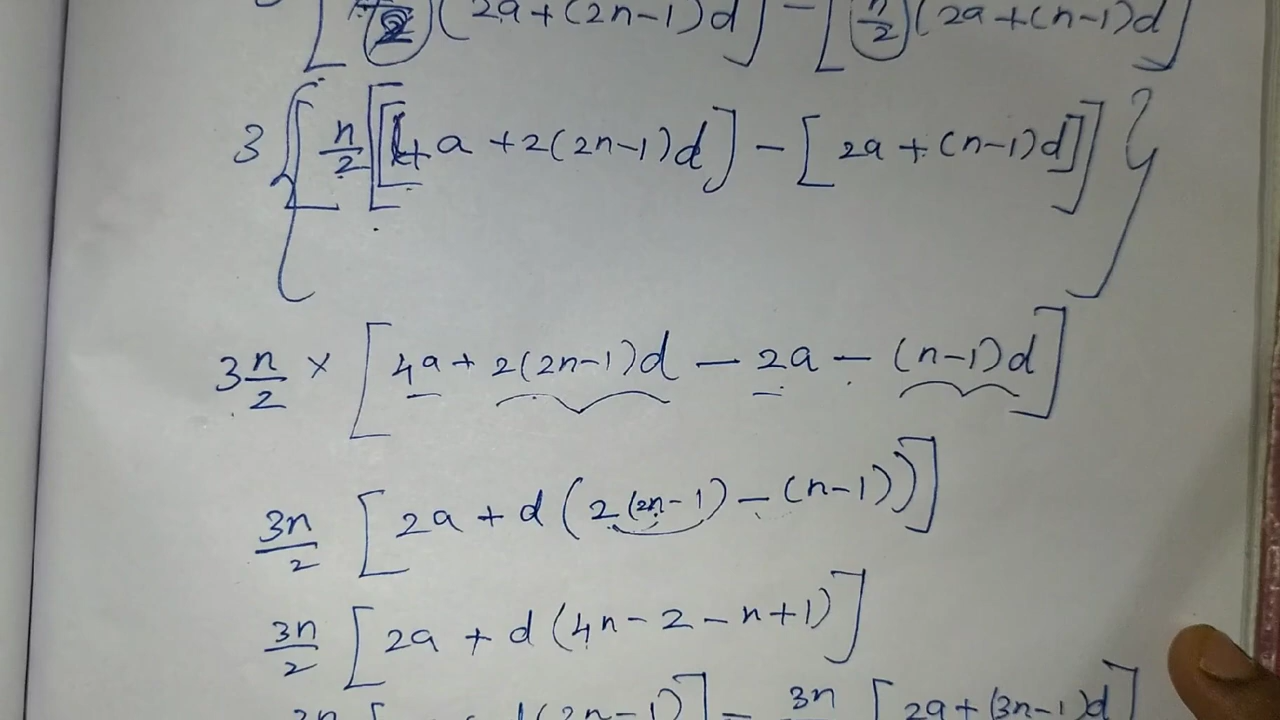 (2a+(2n-1)d] - [n/2 (2a+(n-1)d]
3{[n/2[[4a+2(2n-1)d] - [2a+(n-1)d]]}
3n/2 × [4a+2(2n-1)d - 2a - (n-1)d]
3n/2 [2a+d(2(2n-1)-(n-1))]
3n/2 [2a+d(4n-2-n+1)]
(3n-1)] = 3n [2a+(3n-1)d]